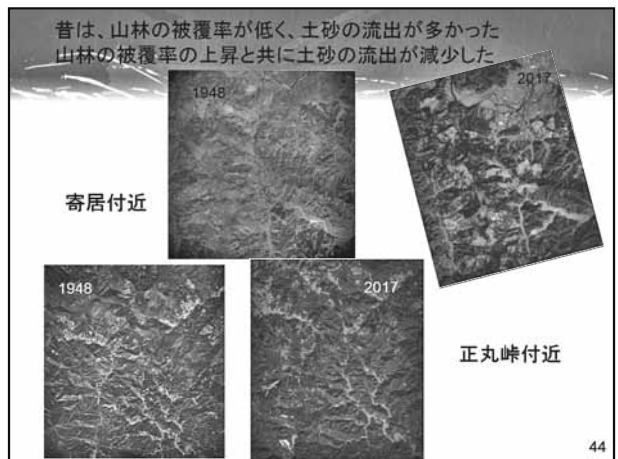 昔は、山林の被覆率が低く、土砂の流出が多かった
山林の被覆率の上昇と共に土砂の流出が減少した
1948
2017
寄居付近
1948
2017
正丸峠付近
44